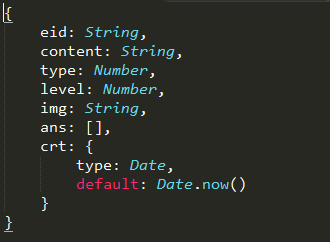 {
    eid: String,
    content: String,
    type: Number,
    level: Number,
    img: String,
    ans: [],
    crt: {
        type: Date,
        default: Date.now()
    }
}